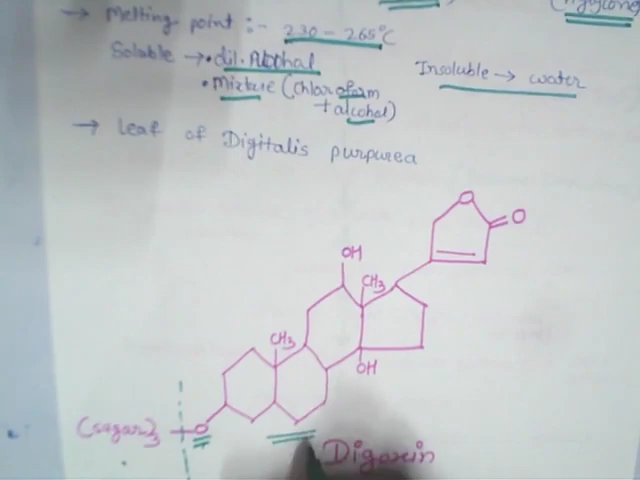 → Melting point :- 230 - 265°C
Soluble → • dil. Alcohal
• Mixture (chloroform + alcohal)
Insoluble → water
→ Leaf of Digitalis purpurea
O
O
OH
CH3
CH3
OH
(sugar)3 — O
Digoxin